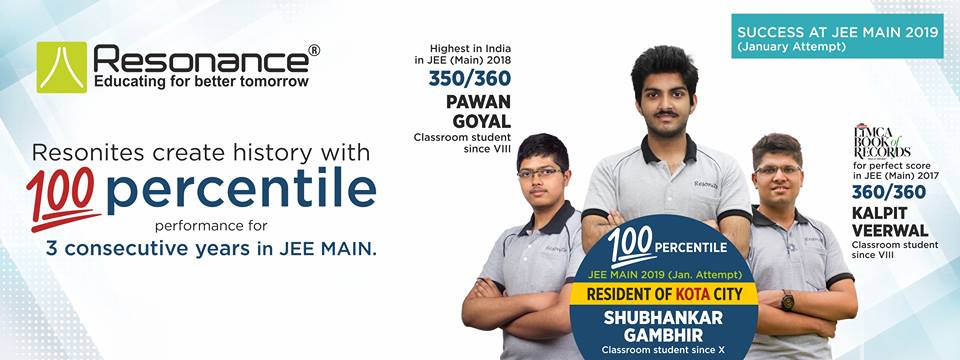 Resonance®
Educating for better tomorrow
Resonites create history with
100 percentile
performance for
3 consecutive years in JEE MAIN.
Highest in India
in JEE (Main) 2018
350/360
PAWAN
GOYAL
Classroom student
since VIII
SUCCESS AT JEE MAIN 2019
(January Attempt)
LIMCA
BOOK of
RECORDS
for perfect score
in JEE (Main) 2017
360/360
KALPIT
VEERWAL
Classroom student
since VIII
Resonance
100 PERCENTILE
JEE MAIN 2019 (Jan. Attempt)
RESIDENT OF KOTA CITY
SHUBHANKAR
GAMBHIR
Classroom student since X